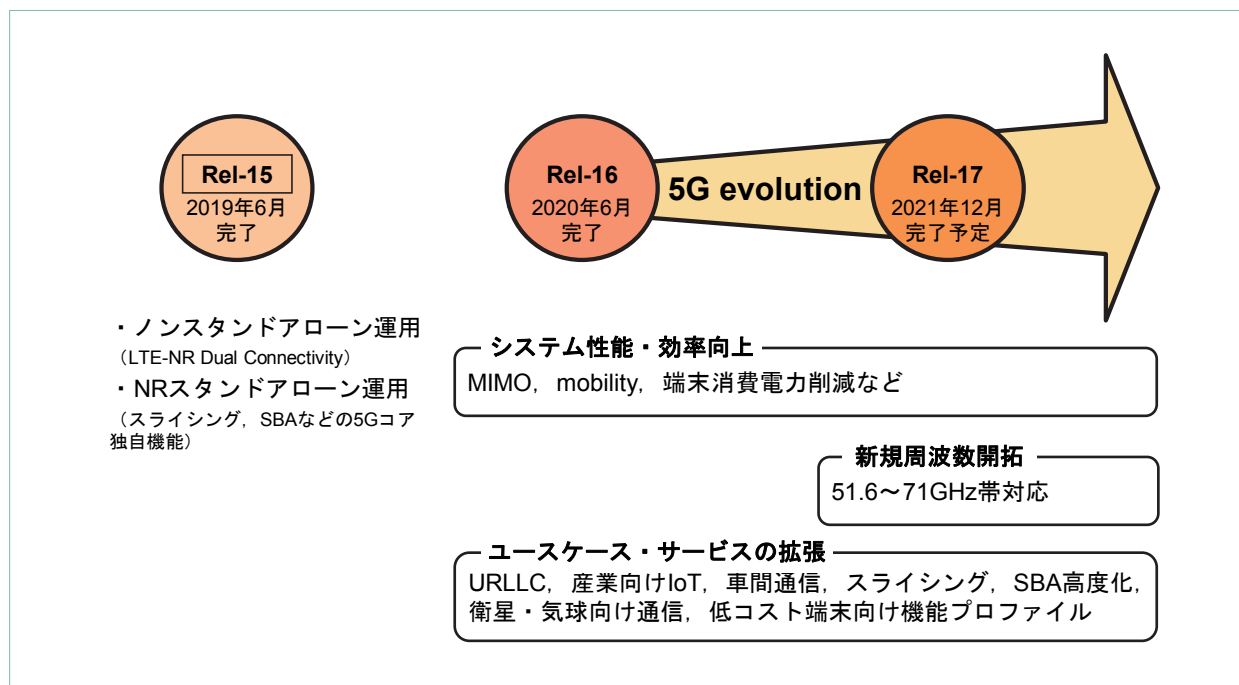 Rel-15
2019年6月
完了
Rel-16
2020年6月
完了
5G evolution
Rel-17
2021年12月
完了予定
・ノンスタンドアローン運用
（LTE-NR Dual Connectivity）
・NRスタンドアローン運用
（スライシング，SBAなどの5Gコア
独自機能）
システム性能・効率向上
MIMO，mobility，端末消費電力削減など
新規周波数開拓
51.6～71GHz帯対応
ユースケース・サービスの拡張
URLLC，産業向けIoT，車間通信，スライシング，SBA高度化，
衛星・気球向け通信，低コスト端末向け機能プロファイル